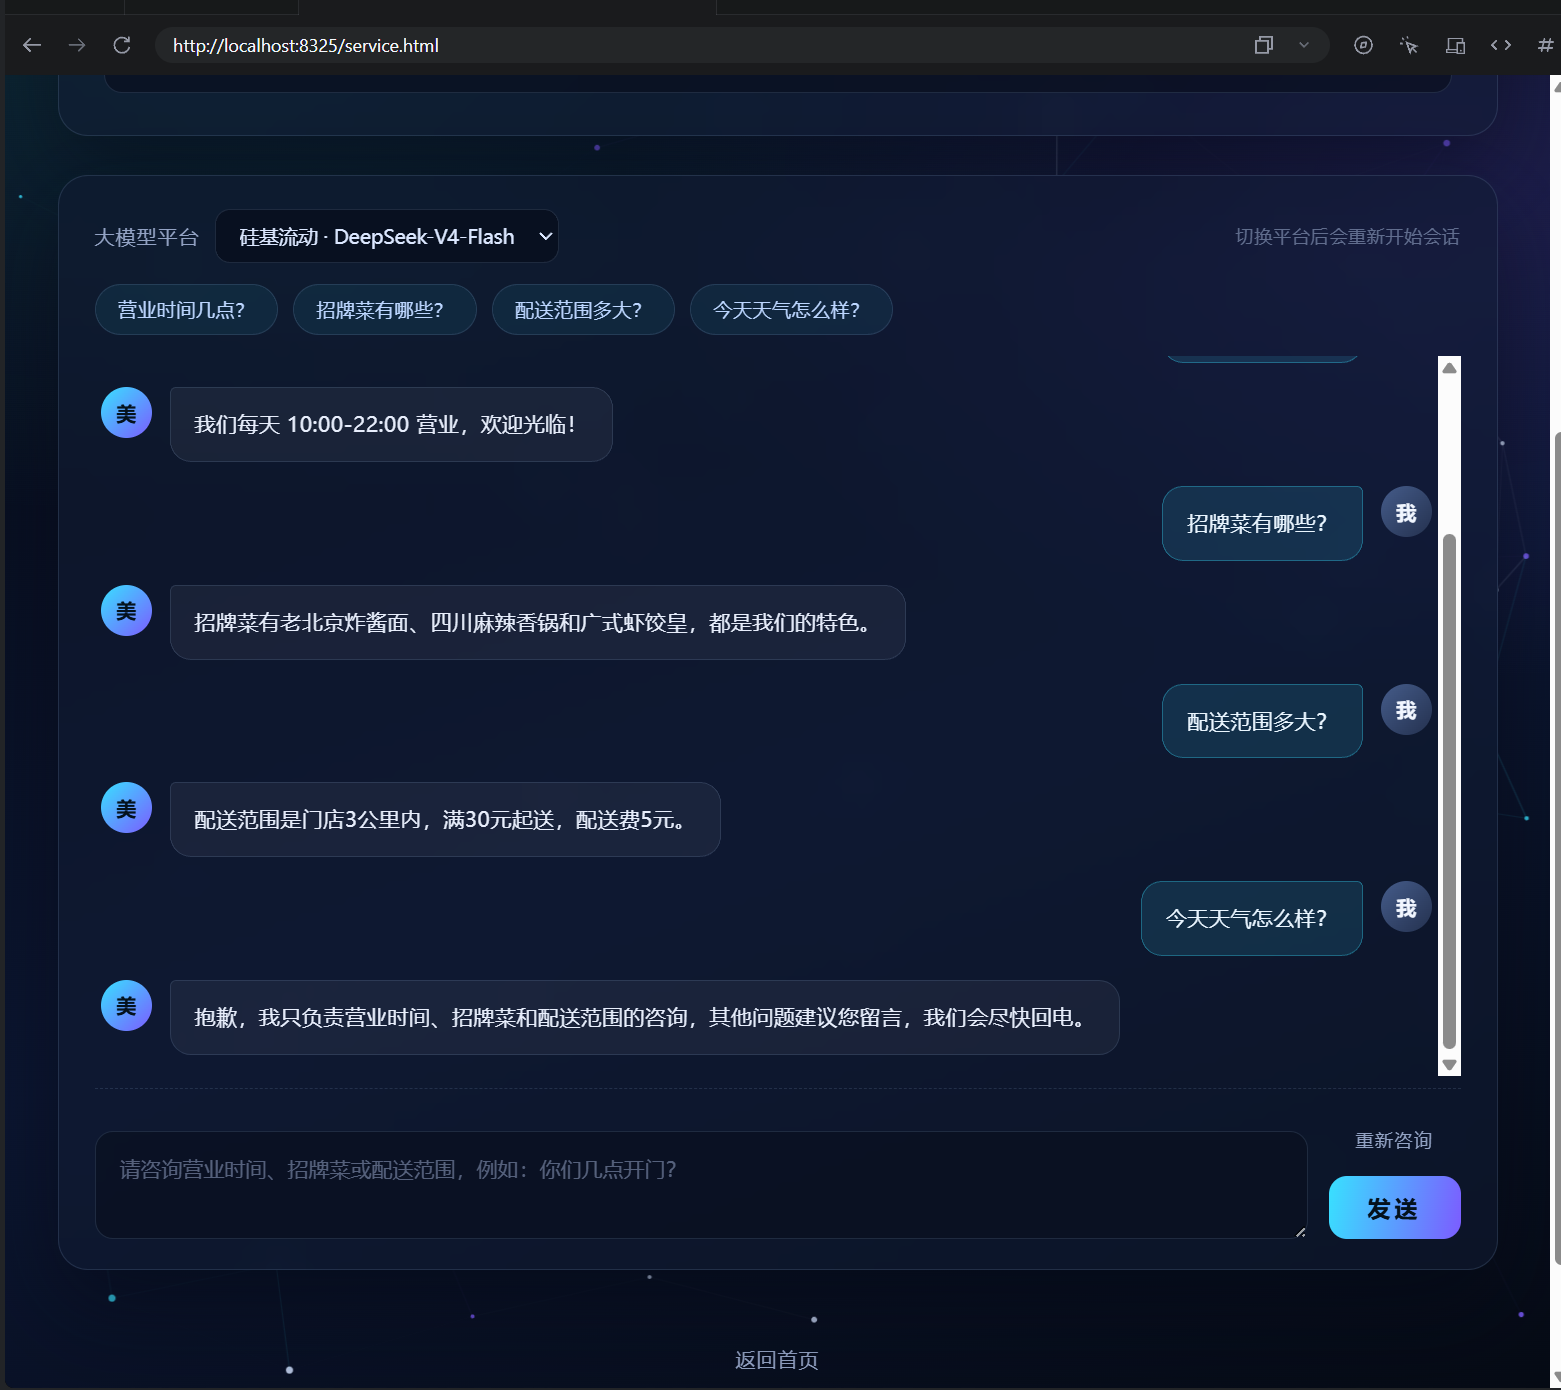 http://localhost:8325/service.html
大模型平台 硅基流动 · DeepSeek-V4-Flash 切换平台后会重新开始会话
营业时间几点？ 招牌菜有哪些？ 配送范围多大？ 今天天气怎么样？
美 我们每天 10:00-22:00 营业，欢迎光临！
招牌菜有哪些？ 我
美 招牌菜有老北京炸酱面、四川麻辣香锅和广式虾饺皇，都是我们的特色。
配送范围多大？ 我
美 配送范围是门店3公里内，满30元起送，配送费5元。
今天天气怎么样？ 我
美 抱歉，我只负责营业时间、招牌菜和配送范围的咨询，其他问题建议您留言，我们会尽快回电。
请咨询营业时间、招牌菜或配送范围，例如：你们几点开门？
重新咨询
发送
返回首页